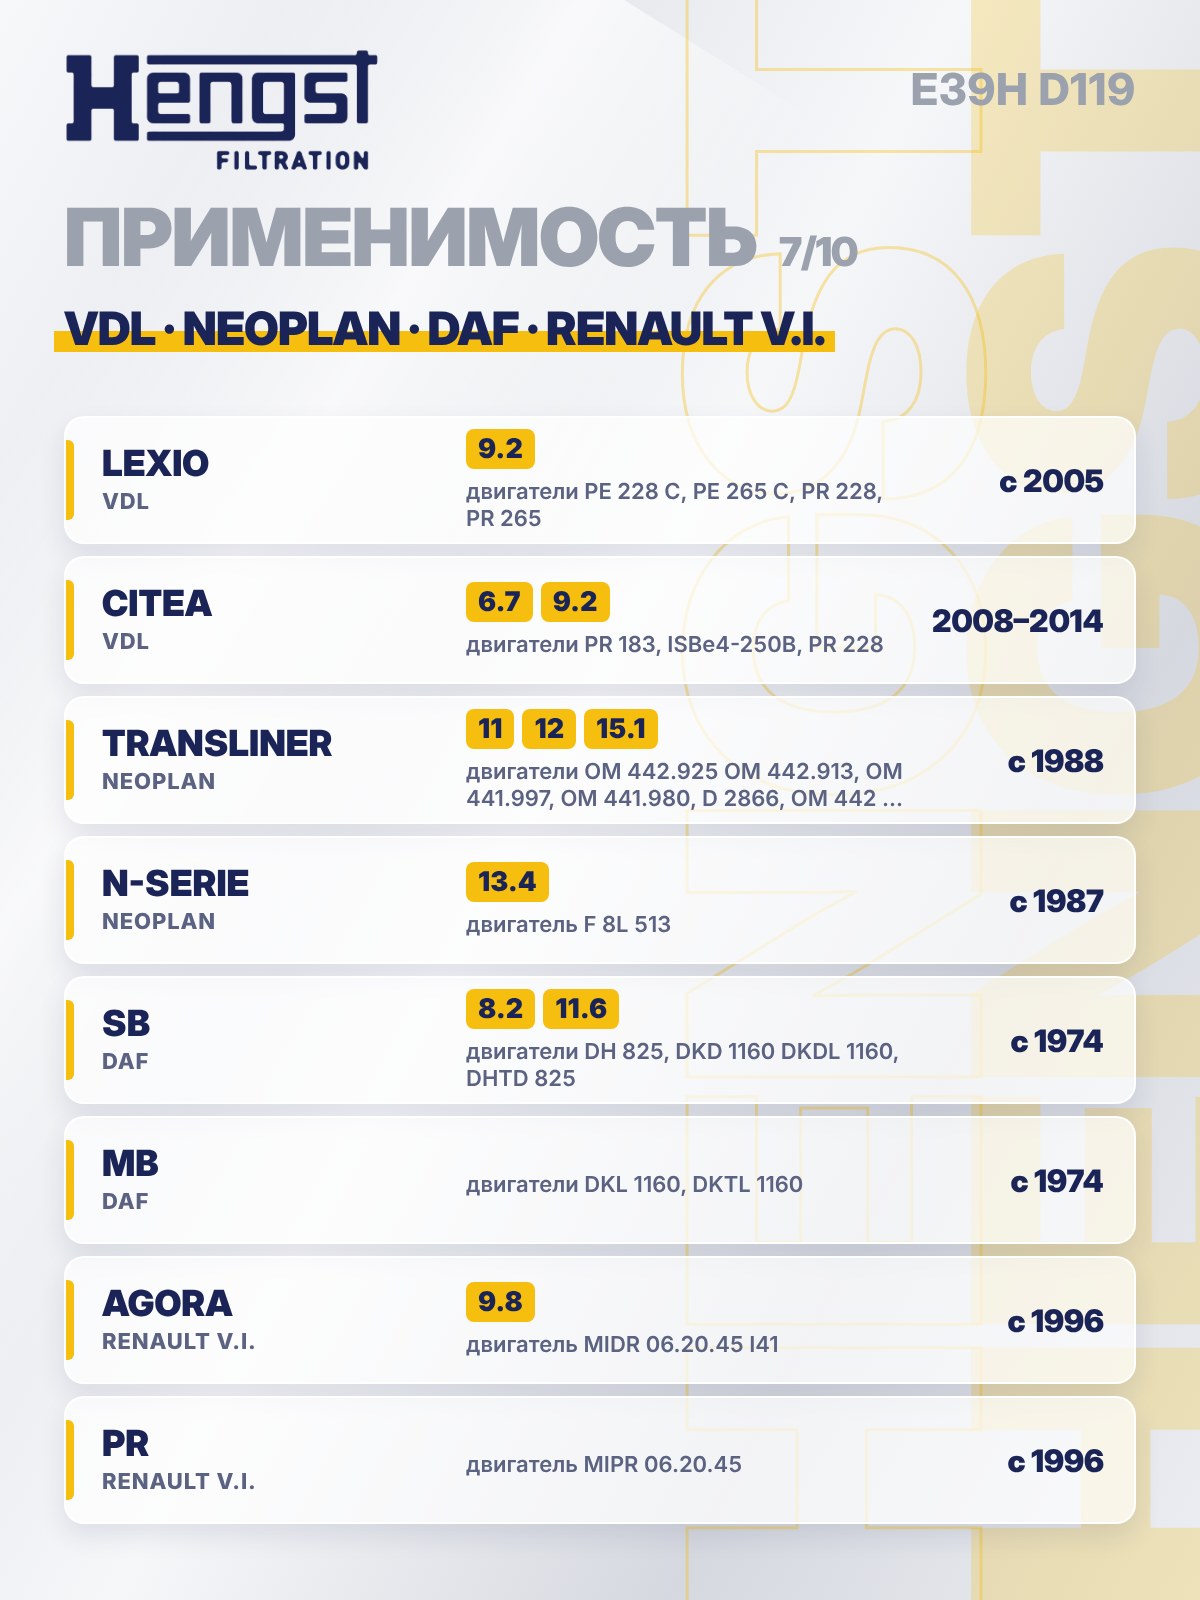 Hengst
FILTRATION
E39H D119
ПРИМЕНИМОСТЬ 7/10
VDL · NEOPLAN · DAF · RENAULT V.I.
LEXIO
VDL
9.2
двигатели PE 228 C, PE 265 C, PR 228,
PR 265
с 2005
CITEA
VDL
6.7 9.2
двигатели PR 183, ISBe4-250B, PR 228
2008–2014
TRANSLINER
NEOPLAN
11 12 15.1
двигатели OM 442.925 OM 442.913, OM
441.997, OM 441.980, D 2866, OM 442 ...
с 1988
N-SERIE
NEOPLAN
13.4
двигатель F 8L 513
с 1987
SB
DAF
8.2 11.6
двигатели DH 825, DKD 1160 DKDL 1160,
DHTD 825
с 1974
MB
DAF
двигатели DKL 1160, DKTL 1160
с 1974
AGORA
RENAULT V.I.
9.8
двигатель MIDR 06.20.45 I41
с 1996
PR
RENAULT V.I.
двигатель MIPR 06.20.45
с 1996
HENGST
HENGST